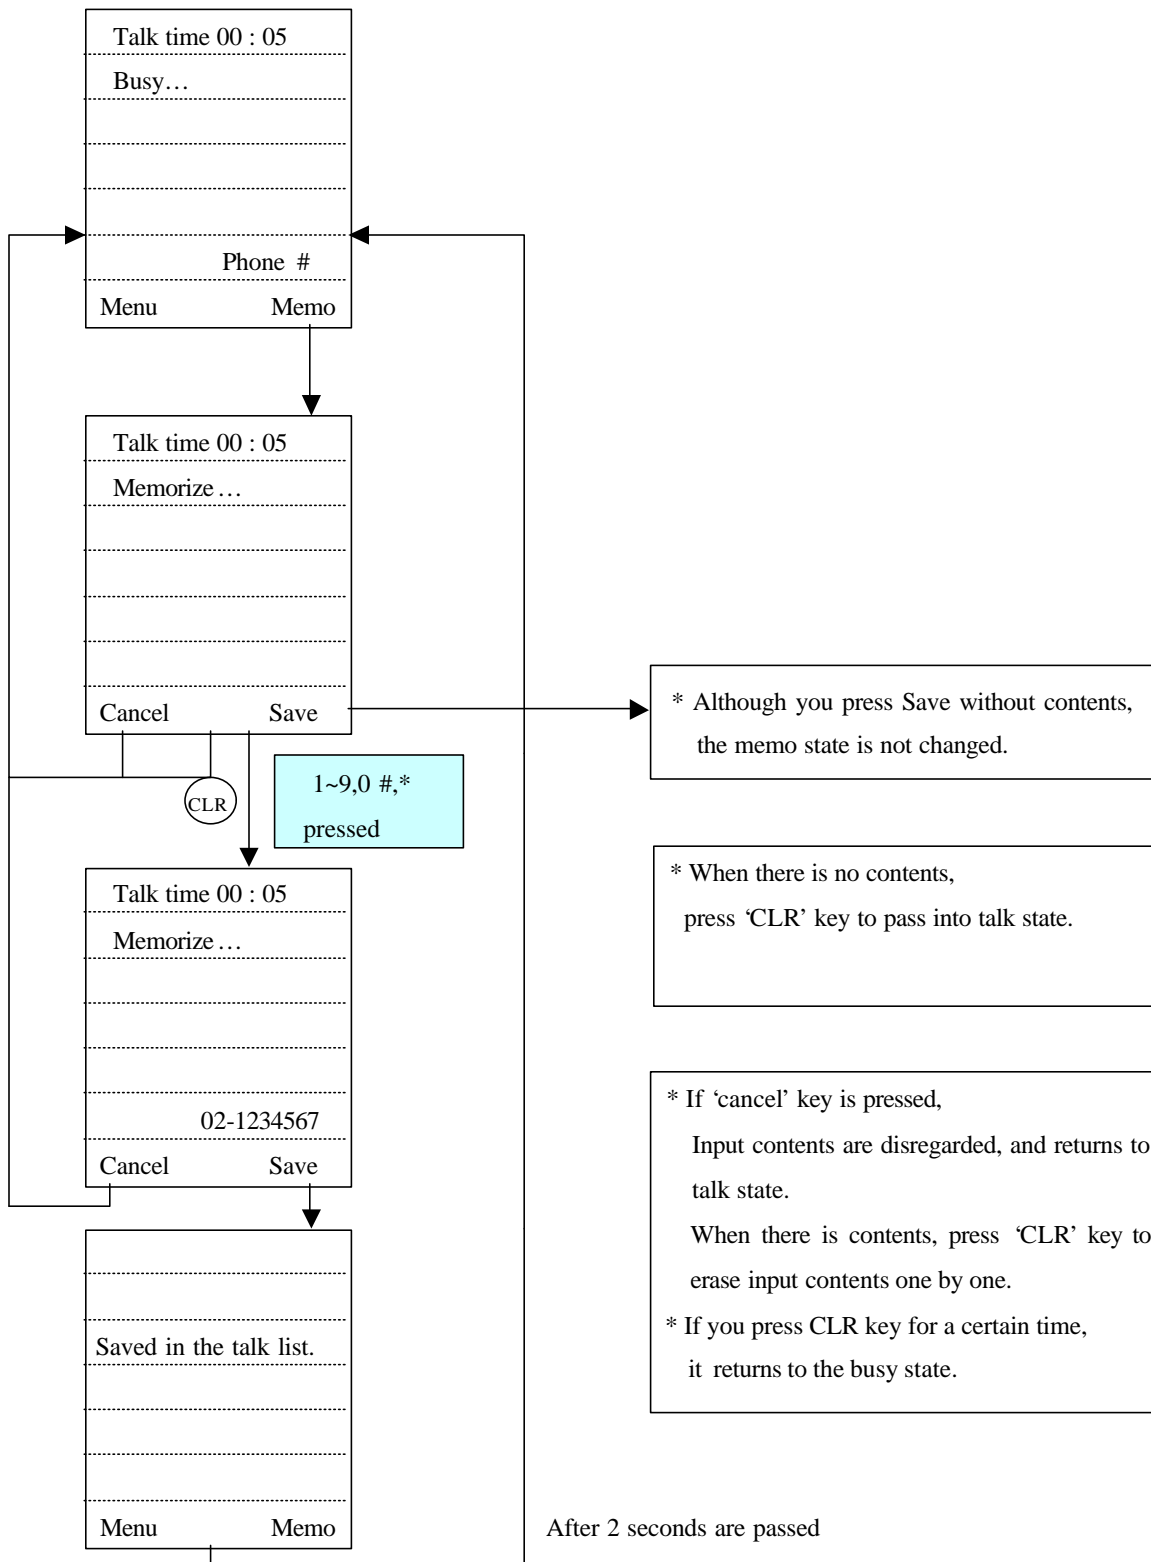 Talk time 00 : 05
Busy…
Phone #
Menu Memo
Talk time 00 : 05
Memorize…
Cancel Save
CLR
1~9,0 #,*
pressed
* Although you press Save without contents,
the memo state is not changed.
* When there is no contents,
press ‘CLR’ key to pass into talk state.
Talk time 00 : 05
Memorize…
02-1234567
Cancel Save
* If ‘cancel’ key is pressed,
Input contents are disregarded, and returns to
talk state.
When there is contents, press ‘CLR’ key to
erase input contents one by one.
* If you press CLR key for a certain time,
it returns to the busy state.
Saved in the talk list.
Menu Memo
After 2 seconds are passed